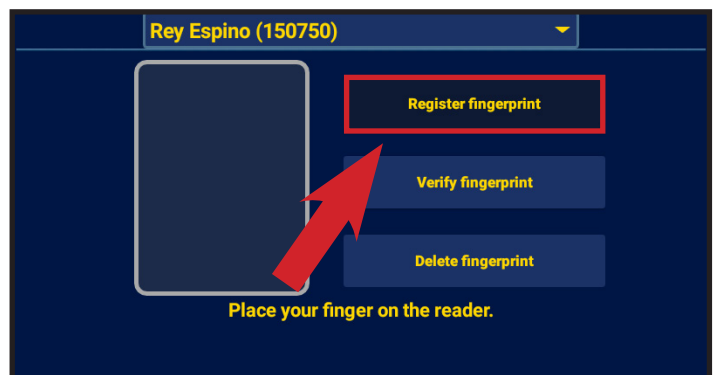 Rey Espino (150750)
Register fingerprint
Verify fingerprint
Delete fingerprint
Place your finger on the reader.